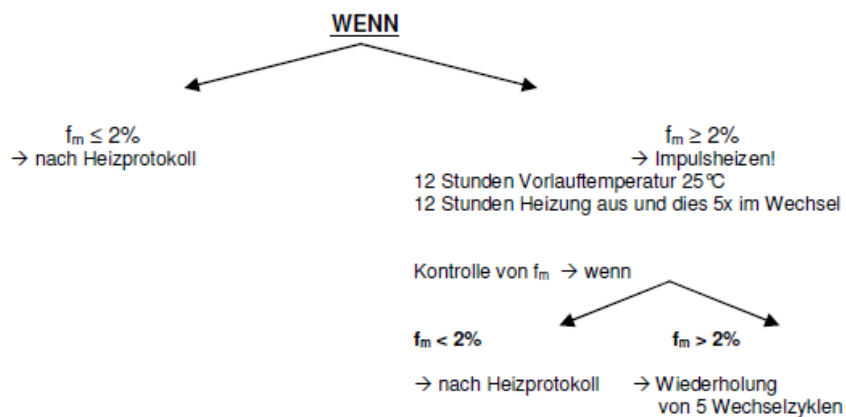 WENN
fm ≤ 2%
→ nach Heizprotokoll
fm ≥ 2%
→ Impulsheizen!
12 Stunden Vorlauftemperatur 25°C
12 Stunden Heizung aus und dies 5x im Wechsel
Kontrolle von fm → wenn
fm < 2%
→ nach Heizprotokoll
fm > 2%
→ Wiederholung
von 5 Wechselzyklen